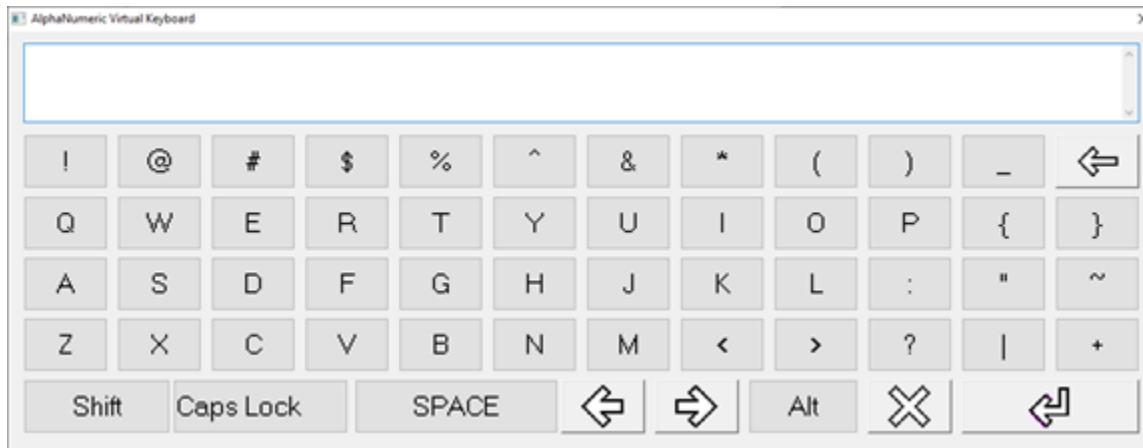 AlphaNumeric Virtual Keyboard
! @ # $ % ^ & * ( ) _
Q W E R T Y U I O P { }
A S D F G H J K L : " ~
Z X C V B N M < > ? | +
Shift Caps Lock SPACE Alt